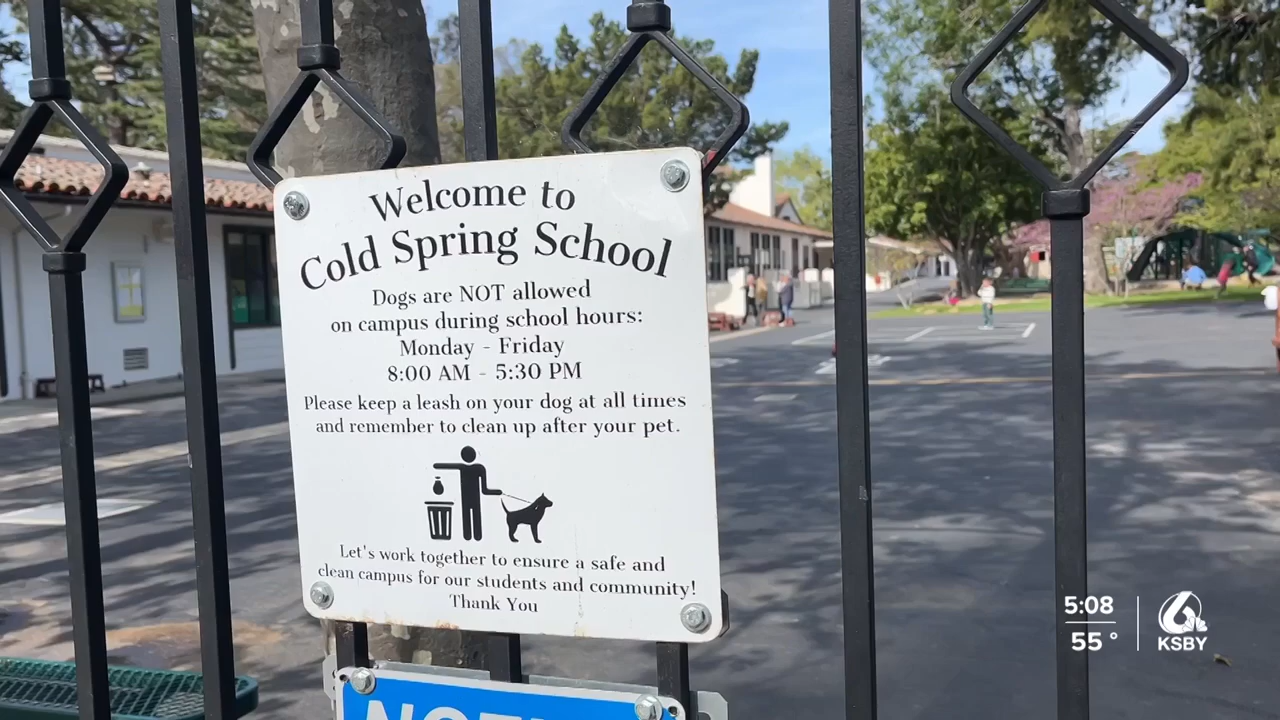 Welcome to
Cold Spring School
Dogs are NOT allowed
on campus during school hours:
Monday - Friday
8:00 AM - 5:30 PM
Please keep a leash on your dog at all times
and remember to clean up after your pet.
Let's work together to ensure a safe and
clean campus for our students and community!
Thank You
5:08
55°
6
KSBY